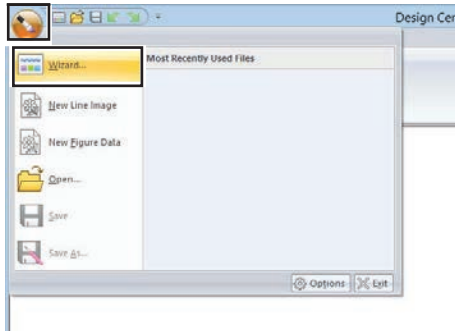 Design Cen
Wizard...
Most Recently Used Files
New Line Image
New Figure Data
Open...
Save
Save As...
Options
Exit